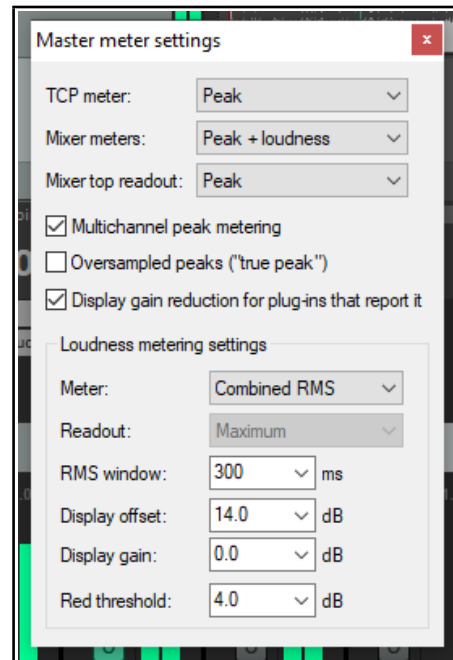 Master meter settings
x
TCP meter: Peak
Mixer meters: Peak + loudness
Mixer top readout: Peak
Multichannel peak metering
Oversampled peaks ("true peak")
Display gain reduction for plug-ins that report it
Loudness metering settings
Meter: Combined RMS
Readout: Maximum
RMS window: 300 ms
Display offset: 14.0 dB
Display gain: 0.0 dB
Red threshold: 4.0 dB